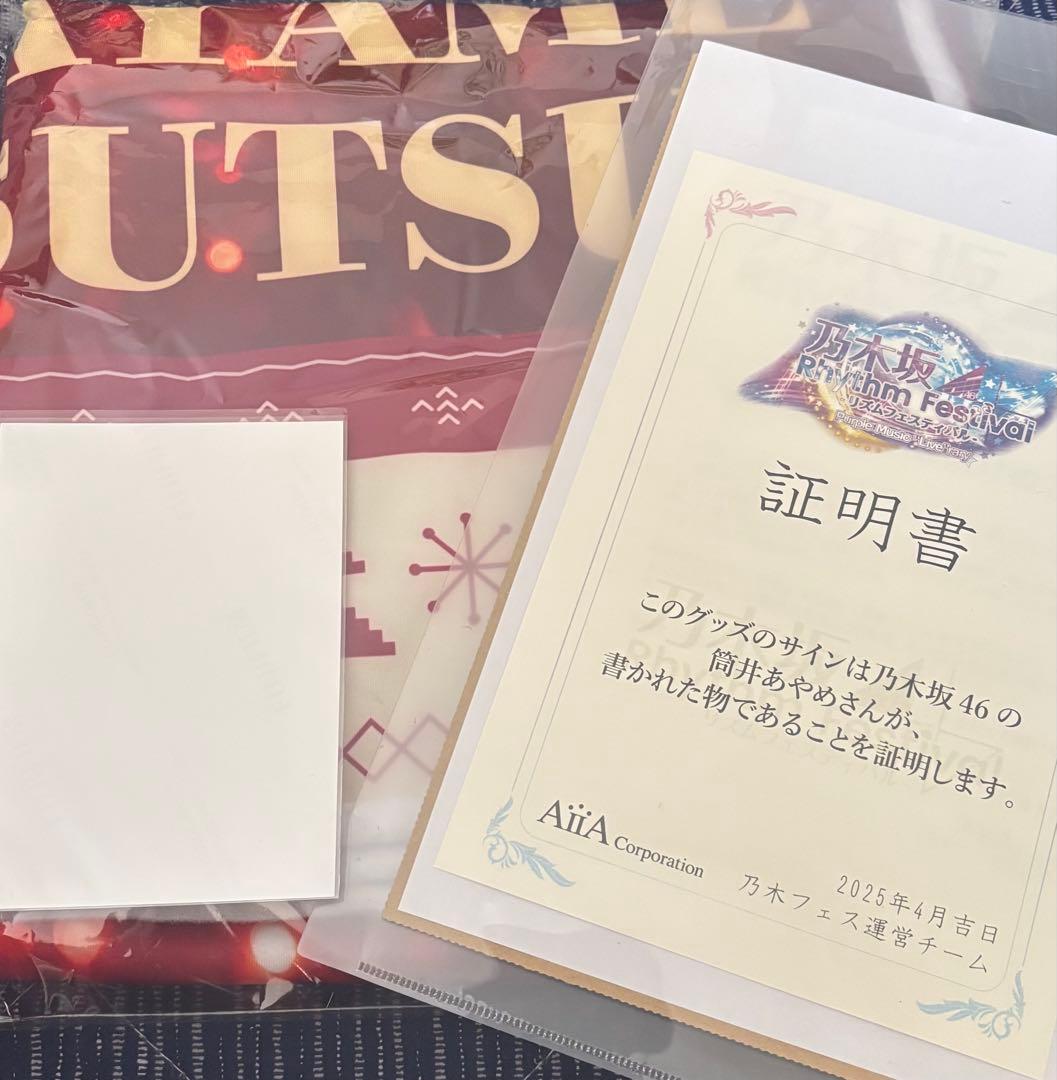 UTSU
乃木坂46
Rhythm Festival
リズムフェスティバル
証明書
このグッズのサインは乃木坂46の
筒井あやめさんが、
書かれた物であることを証明します。
AiiA Corporation
2025年4月吉日
乃木フェス運営チーム